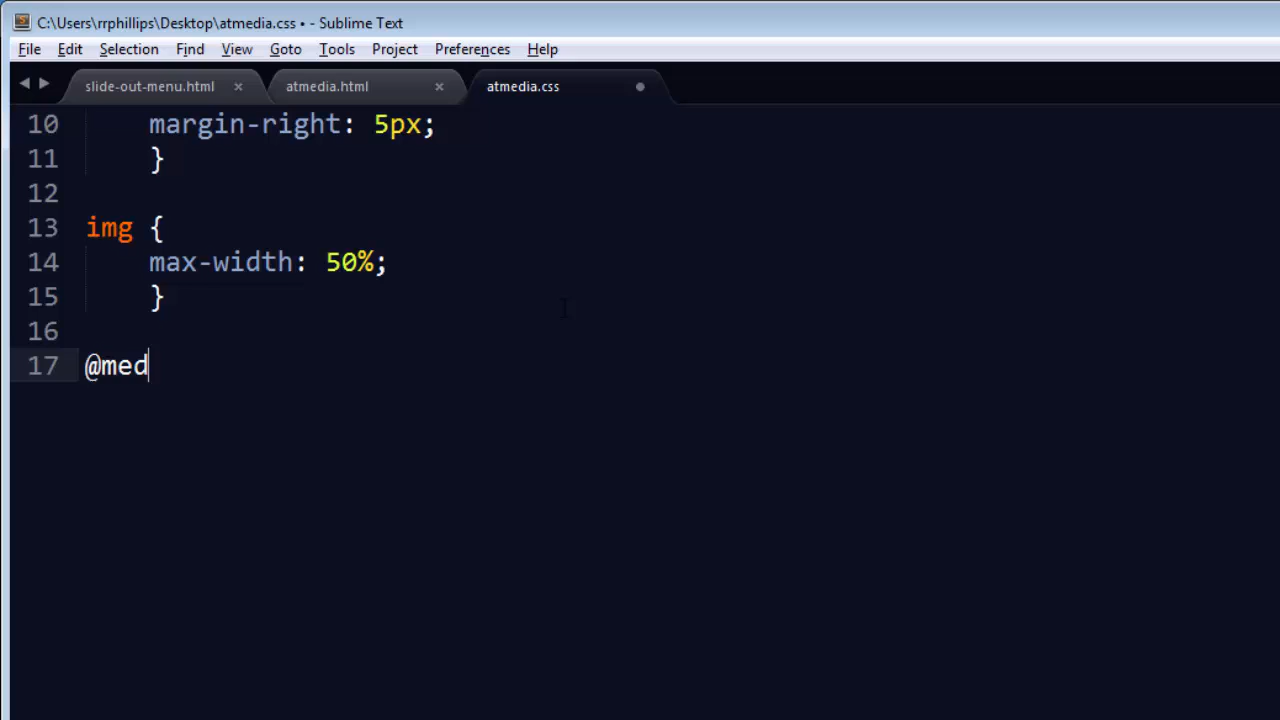 C:\Users\rrphillips\Desktop\atmedia.css • - Sublime Text
File Edit Selection Find View Goto Tools Project Preferences Help
slide-out-menu.html × atmedia.html × atmedia.css
10 margin-right: 5px;
11 }
12
13 img {
14 max-width: 50%;
15 }
16
17 @med